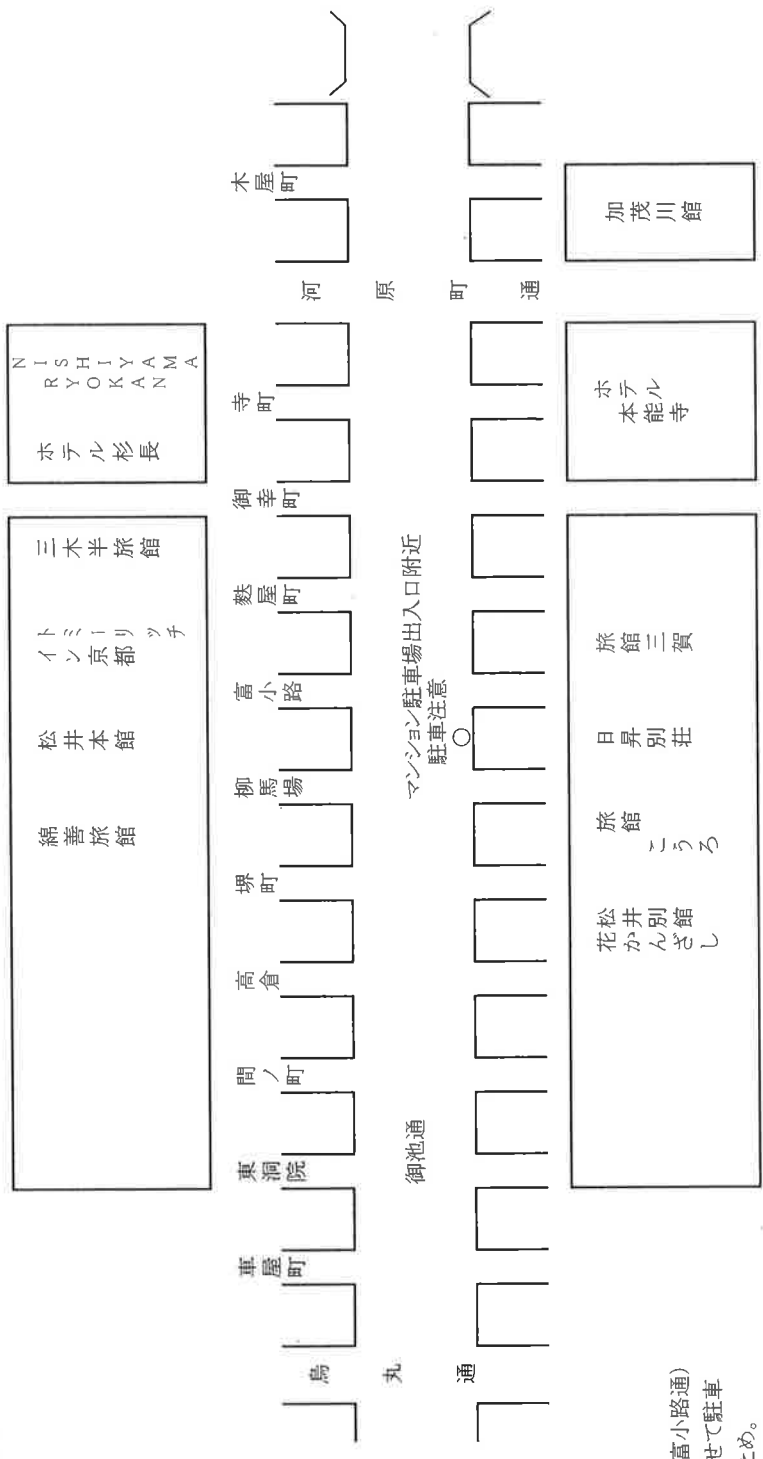 綿善旅館
松井本館
トミーリッチ
イン京都
三木半旅館
ホテル杉長
NISHIYAMA
RYOKAN
烏丸通
車屋町
東洞院
間ノ町
高倉
堺町
柳馬場
富小路
麩屋町
御幸町
寺町
河原町通
木屋町
御池通
マンション駐車場出入口附近
駐車注意
松井別館
花かんざし
旅館
こうろ
日昇別荘
旅館三賀
ホテル
本能寺
加茂川館
富小路通)
せて駐車
め。